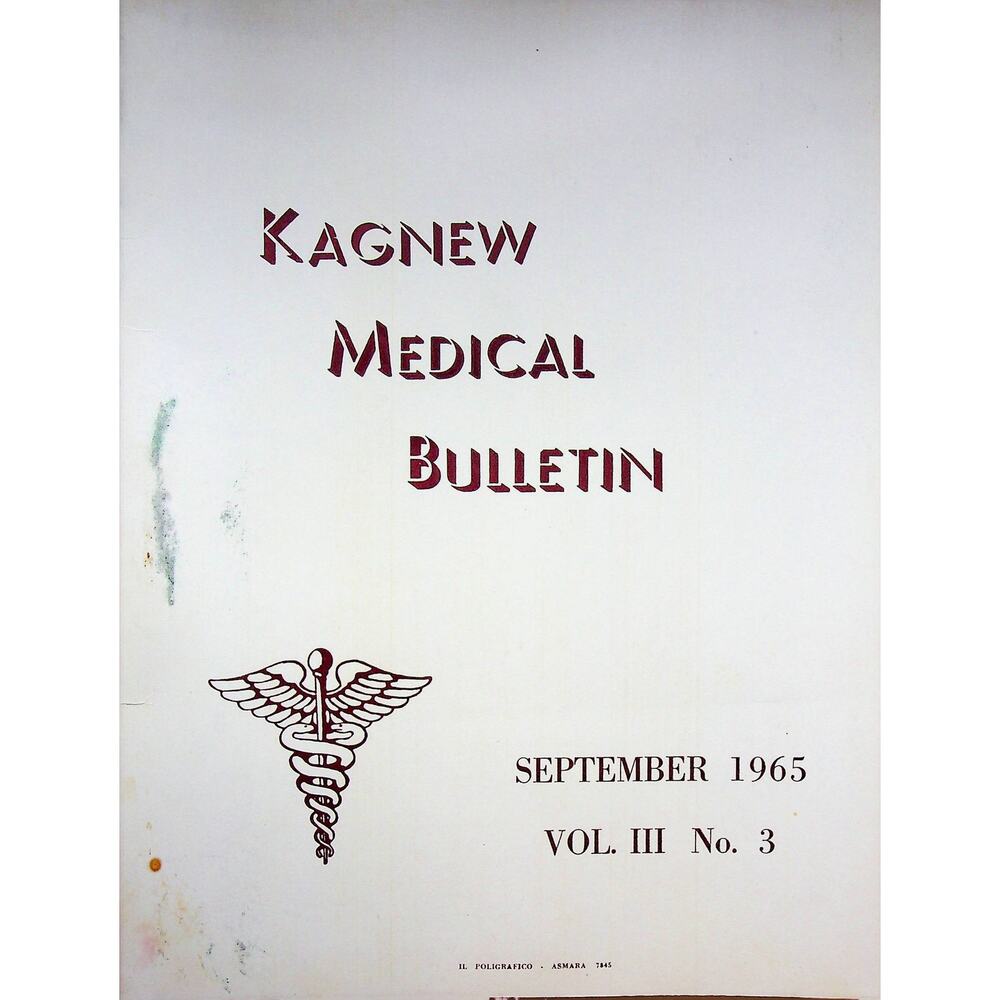 KAGNEW
MEDICAL
BULLETIN
SEPTEMBER 1965
VOL. III No. 3
IL POLIGRAFICO - ASMARA 7845